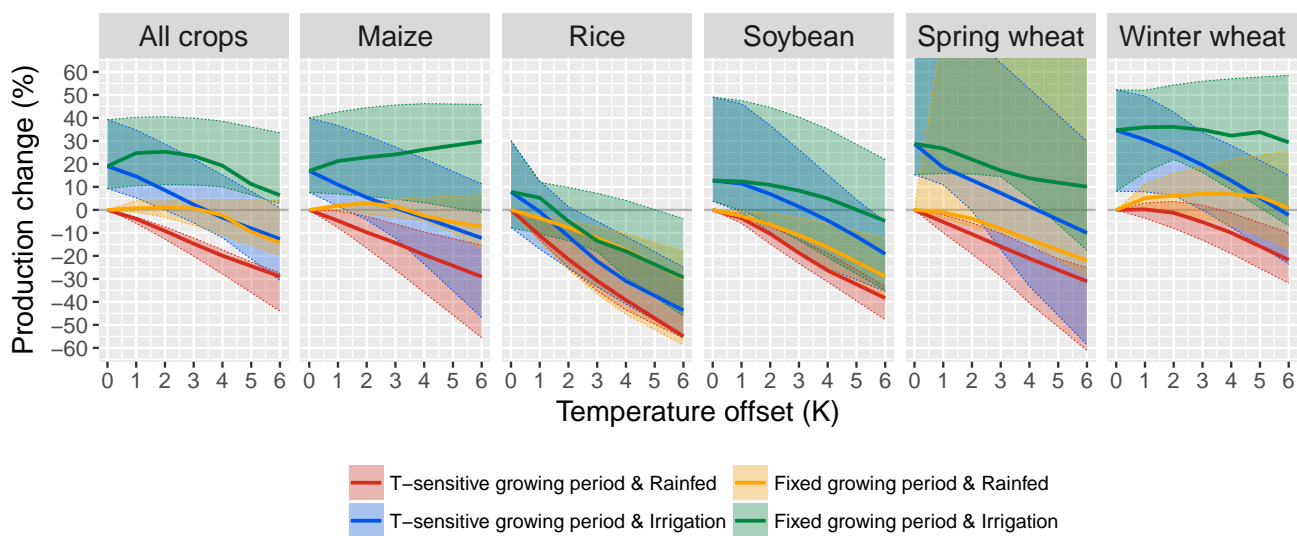 All crops Maize Rice Soybean Spring wheat Winter wheat
60
50
40
30
20
10
0
−10
−20
−30
−40
−50
−60
Production change (%)
0 1 2 3 4 5 6 0 1 2 3 4 5 6 0 1 2 3 4 5 6 0 1 2 3 4 5 6 0 1 2 3 4 5 6 0 1 2 3 4 5 6
Temperature offset (K)
T−sensitive growing period & Rainfed Fixed growing period & Rainfed
T−sensitive growing period & Irrigation Fixed growing period & Irrigation